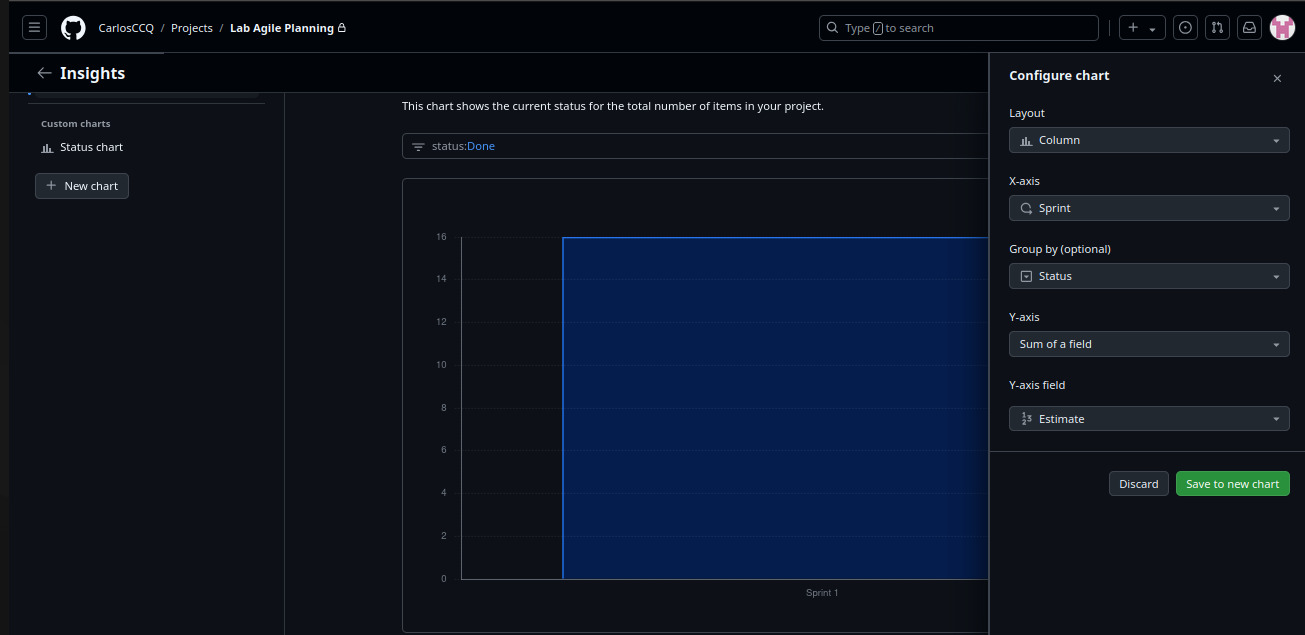 CarlosCCQ / Projects / Lab Agile Planning
Type / to search
Insights
Custom charts
Status chart
New chart
This chart shows the current status for the total number of items in your project.
status:Done
16
14
12
10
8
6
4
2
0
Sprint 1
Configure chart
Layout
Column
X-axis
Sprint
Group by (optional)
Status
Y-axis
Sum of a field
Y-axis field
Estimate
Discard
Save to new chart